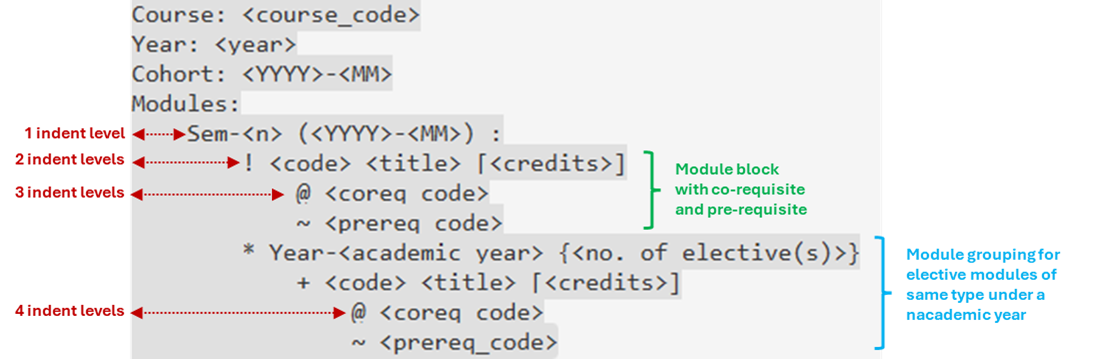 Course: <course_code>
Year: <year>
Cohort: <YYYY>-<MM>
Modules:
1 indent level
Sem-<n> (<YYYY>-<MM>) :
2 indent levels
! <code> <title> [<credits>]
3 indent levels
@ <coreq code>
~ <prereq code>
Module block
with co-requisite
and pre-requisite
* Year-<academic year> {<no. of elective(s)>}
+ <code> <title> [<credits>]
4 indent levels
@ <coreq code>
~ <prereq_code>
Module grouping for
elective modules of
same type under a
nacademic year